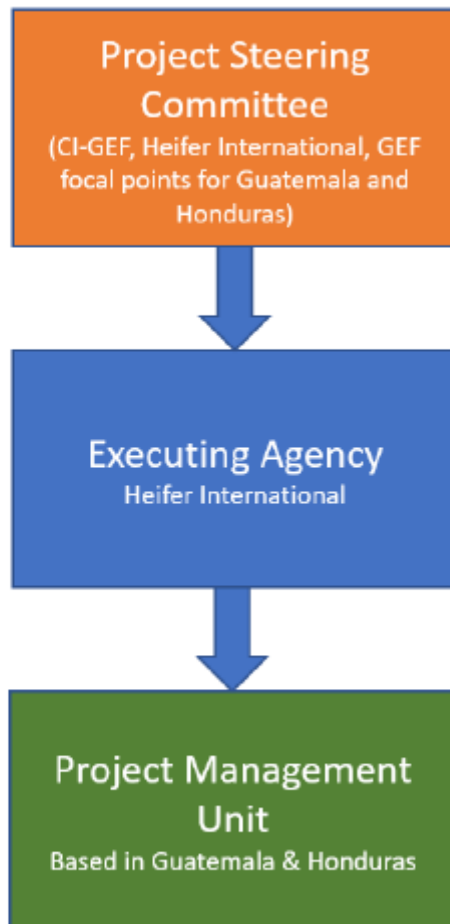 Project Steering
Committee
(CI-GEF, Heifer International, GEF
focal points for Guatemala and
Honduras)
Executing Agency
Heifer International
Project Management
Unit
Based in Guatemala & Honduras